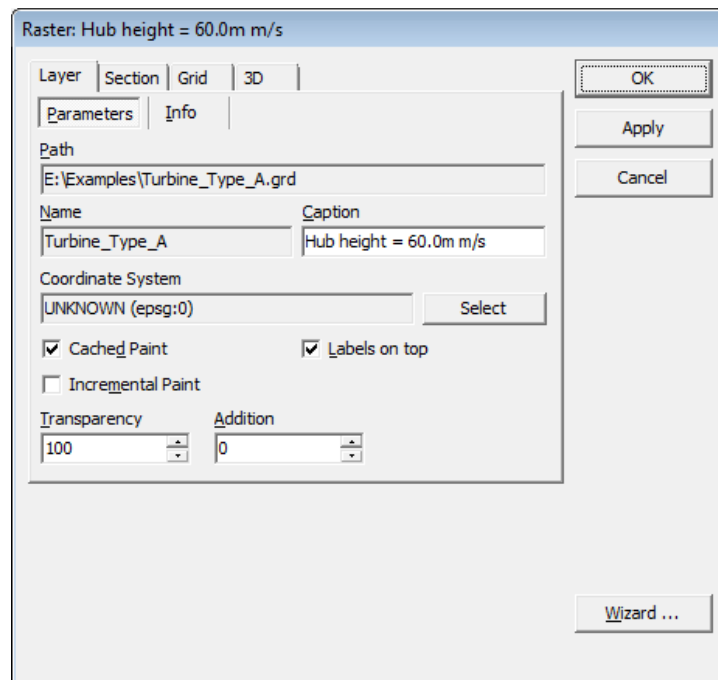 Raster: Hub height = 60.0m m/s
Layer Section Grid 3D
OK
Parameters Info
Apply
Path
E:\Examples\Turbine_Type_A.grd
Cancel
Name Caption
Turbine_Type_A Hub height = 60.0m m/s
Coordinate System
UNKNOWN (epsg:0) Select
Cached Paint Labels on top
Incremental Paint
Transparency Addition
100 0
Wizard ...